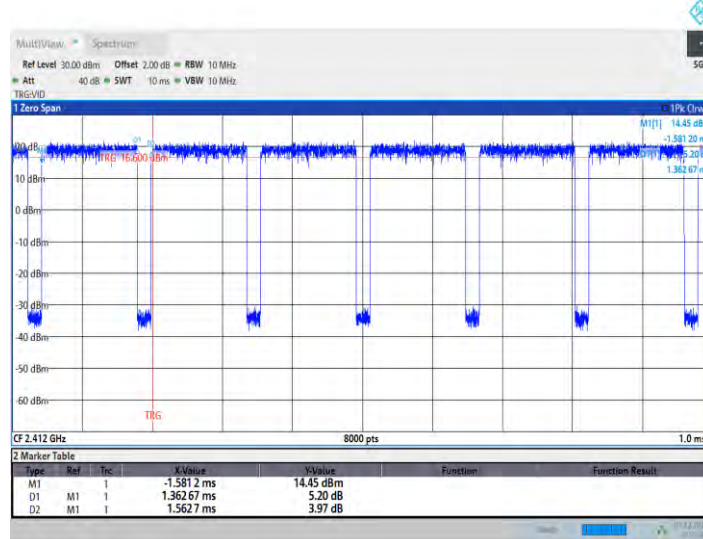 MultiView Spectrum
Ref Level 30.00 dBm Offset 2.00 dB RBW 10 MHz
Att 40 dB SWT 10 ms VBW 10 MHz
TRG:VID
1 Zero Span 1Pk Clrw
M1[1] 14.45 dB
-1.581 20 m
5.20
1.362 67 m
20 dBm
TRG 16.600 dBm
10 dBm
0 dBm
-10 dBm
-20 dBm
-30 dBm
-40 dBm
-50 dBm
-60 dBm
TRG
CF 2.412 GHz 8000 pts 1.0 ms
2 Marker Table
Type Ref Trc X-Value Y-Value Function Function Result
M1 1 -1.581 2 ms 14.45 dBm
D1 M1 1 1.362 67 ms 5.20 dB
D2 M1 1 1.562 7 ms 3.97 dB